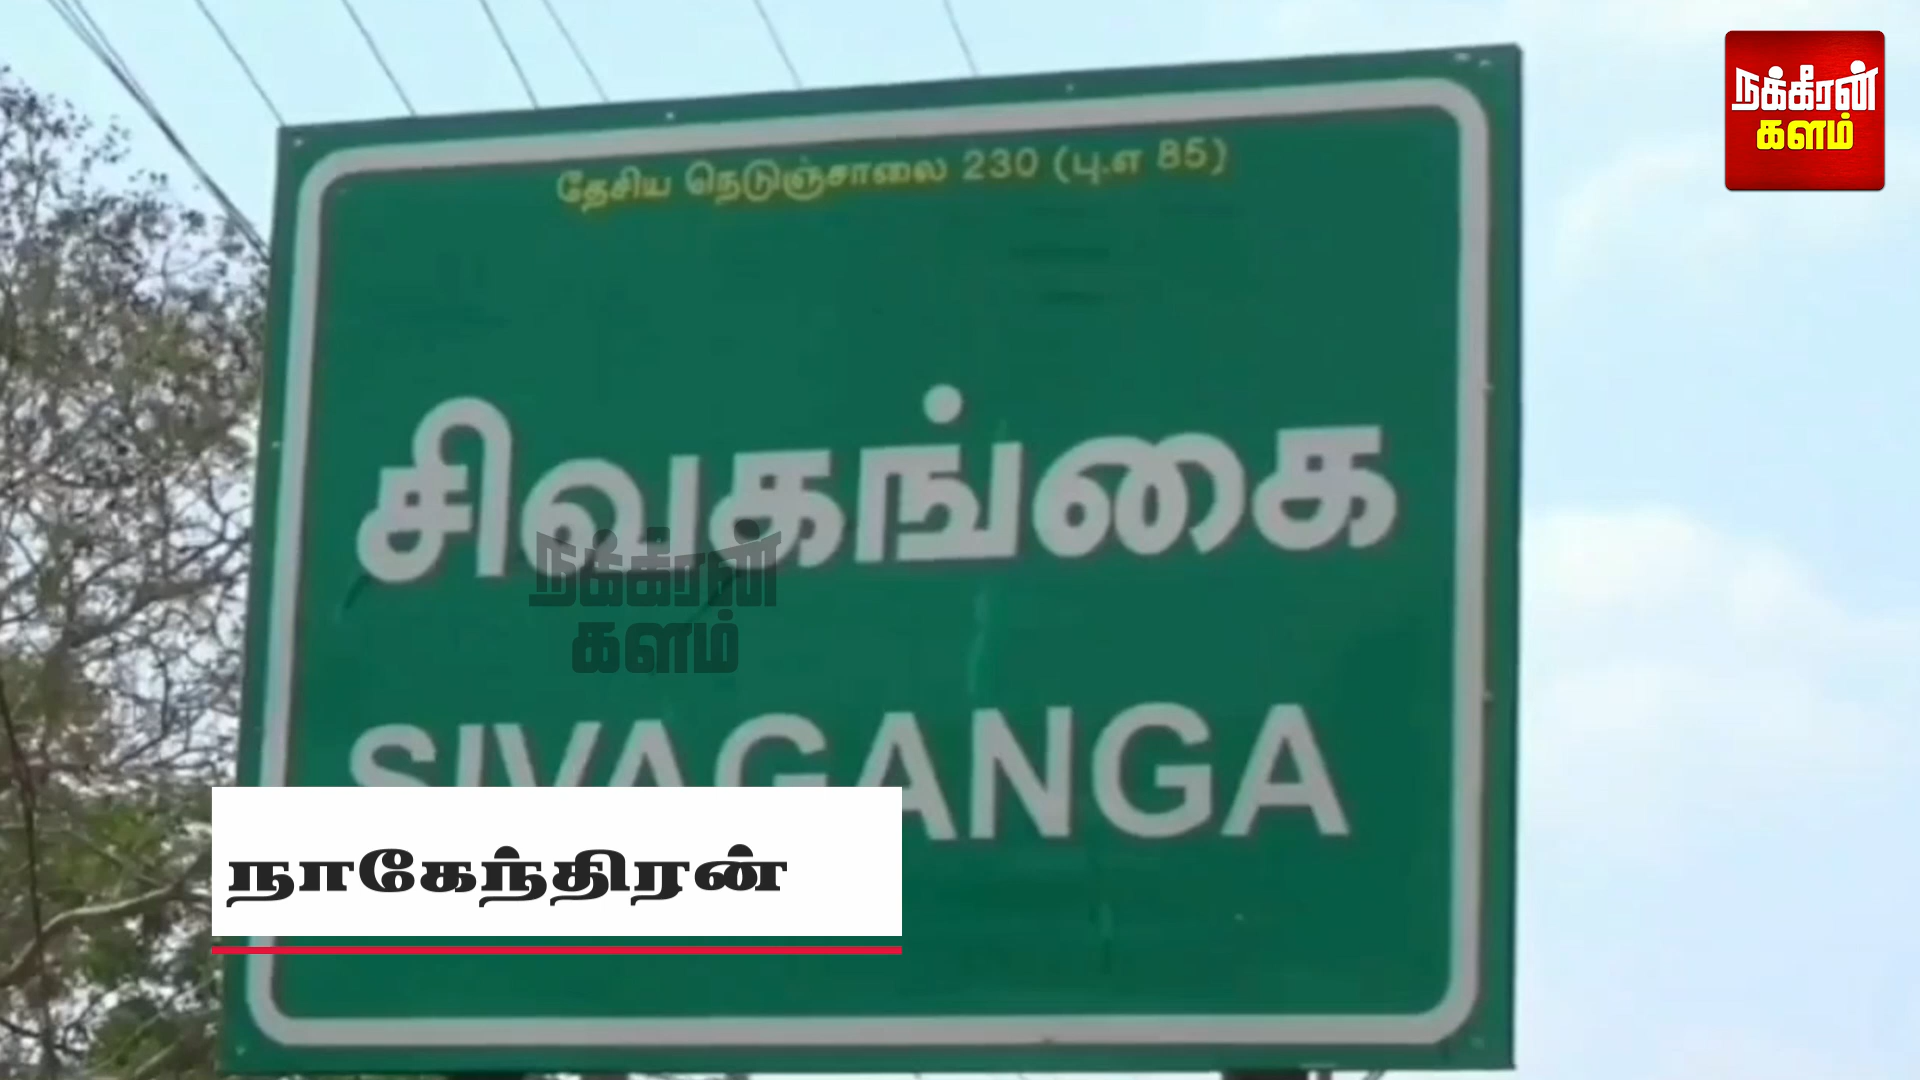 நக்கீரன்
களம்
தேசிய நெடுஞ்சாலை 230 (பு.எ 85)
சிவகங்கை
நக்கீரன்
களம்
SIVAGANGA
நாகேந்திரன்